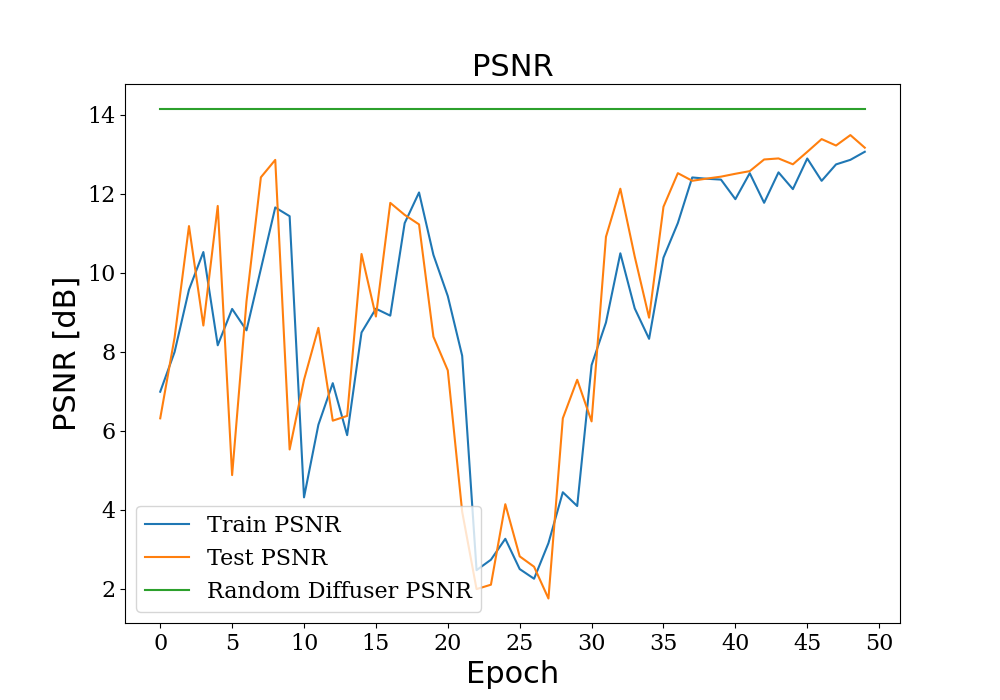 PSNR
PSNR [dB]
14
12
10
8
6
4
2
Train PSNR
Test PSNR
Random Diffuser PSNR
0 5 10 15 20 25 30 35 40 45 50
Epoch